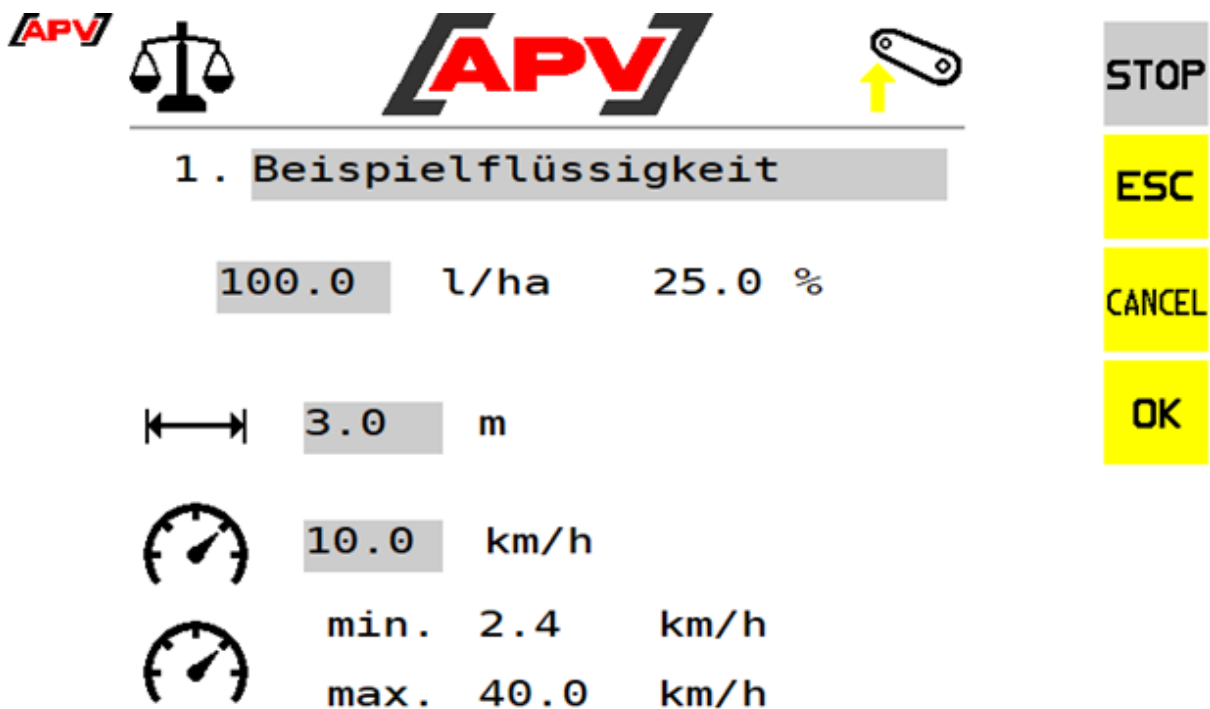 APV
APV
STOP
1. Beispielflüssigkeit
ESC
100.0 l/ha 25.0 %
CANCEL
3.0 m
OK
10.0 km/h
min. 2.4 km/h
max. 40.0 km/h